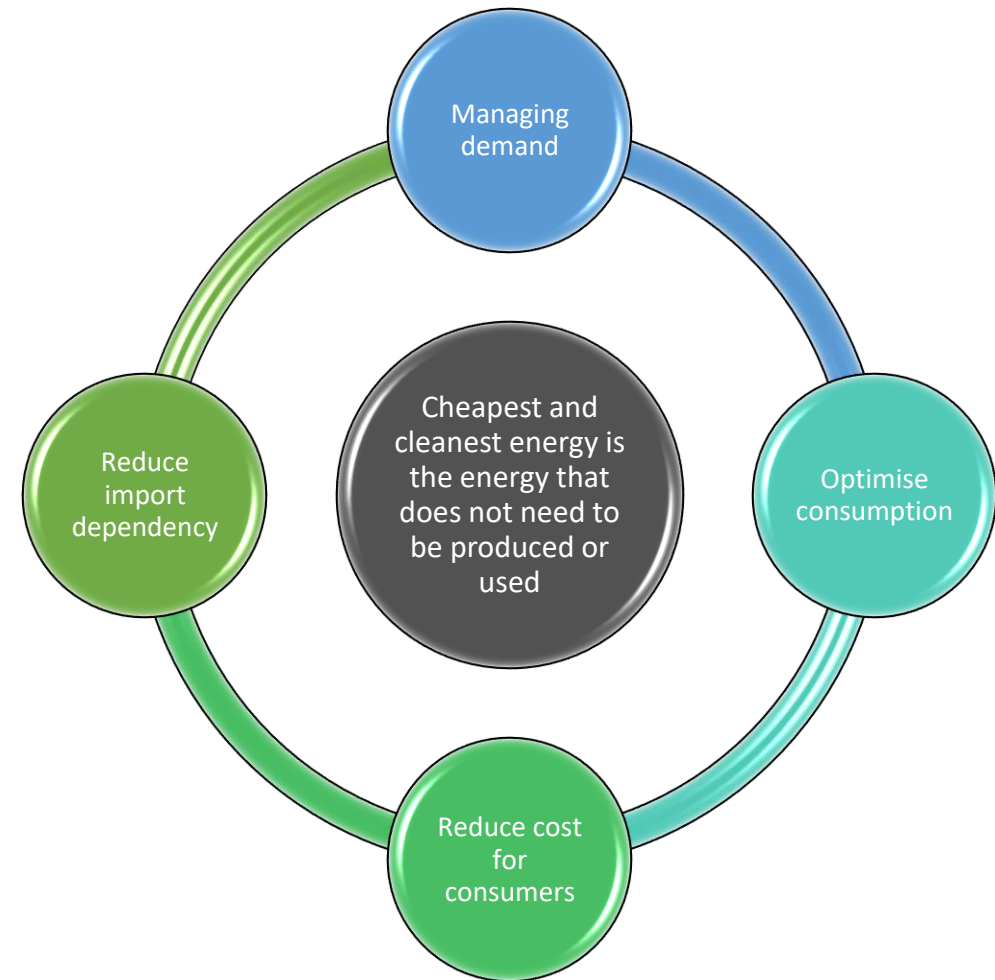 Managing
demand
Cheapest and
cleanest energy is
the energy that
does not need to
be produced or
used
Reduce
import
dependency
Optimise
consumption
Reduce cost
for
consumers